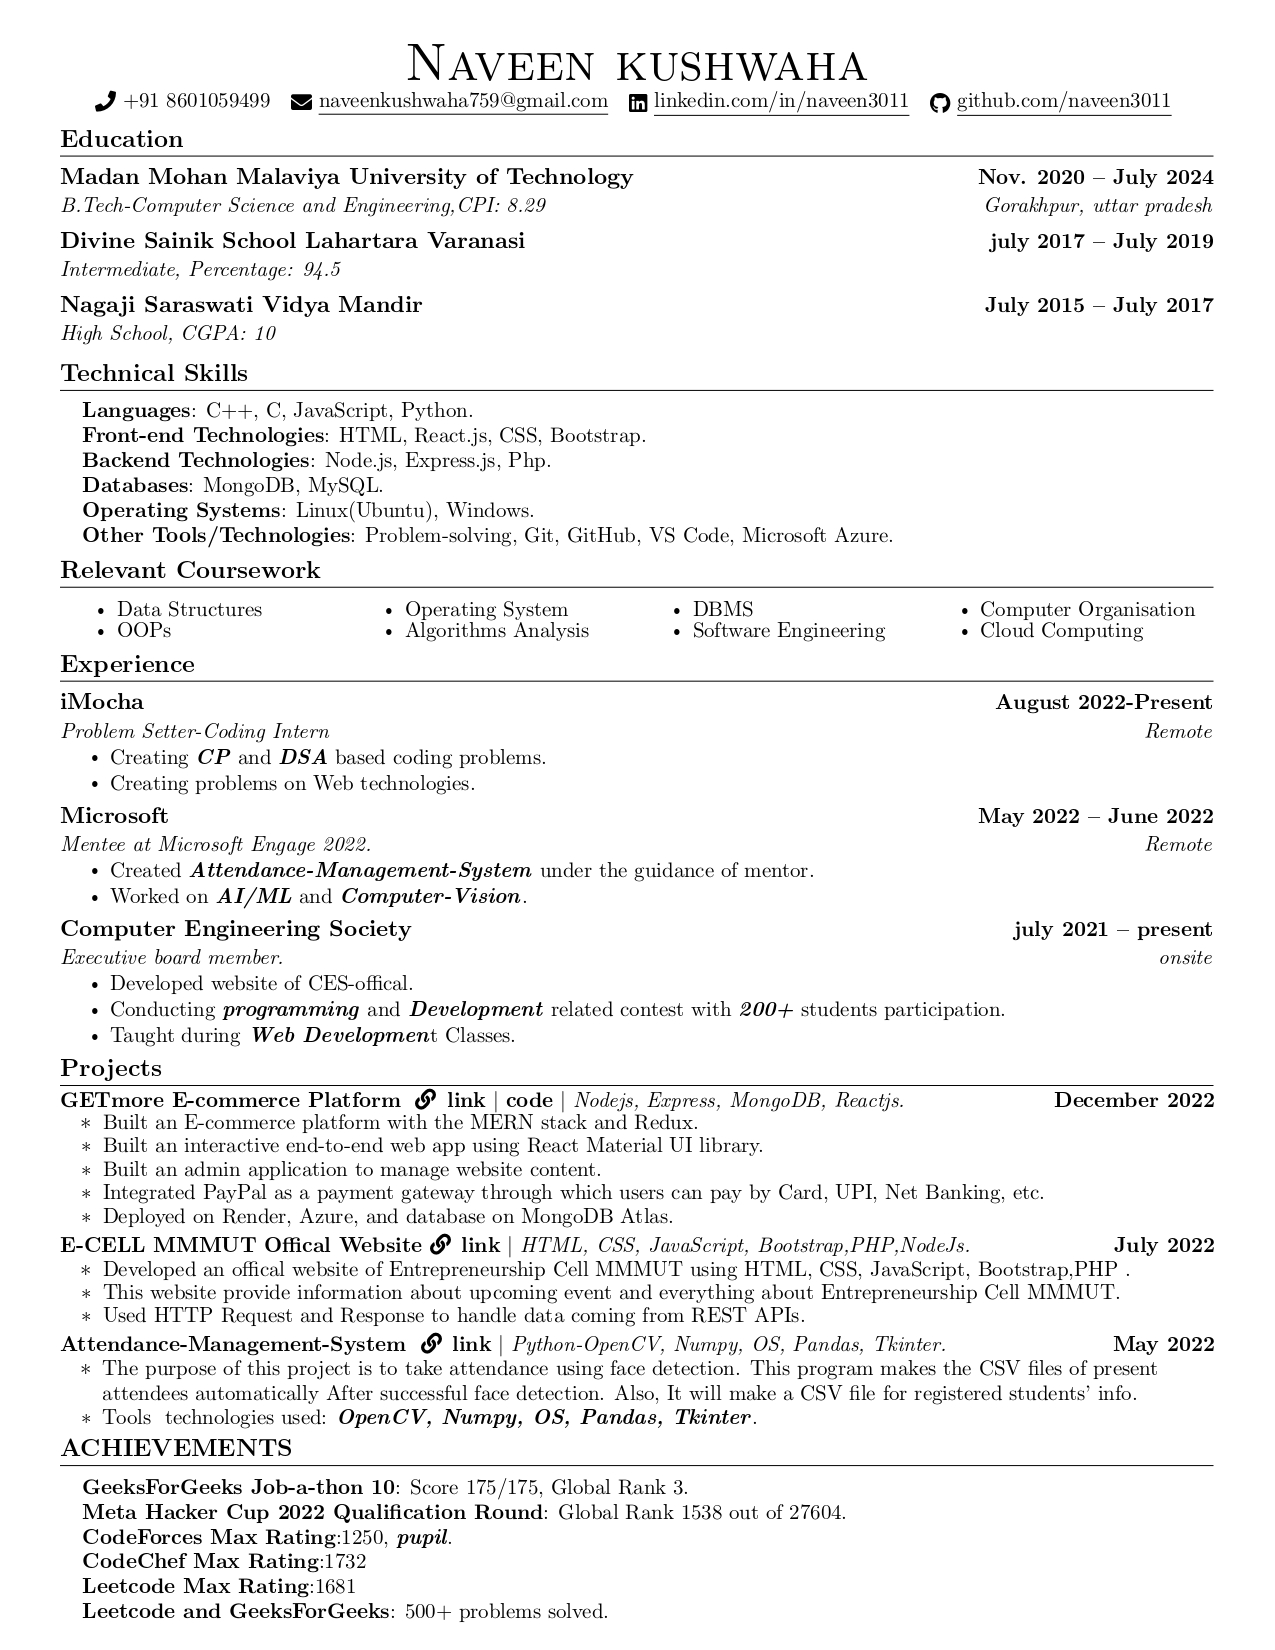 Naveen kushwaha
+91 8601059499 naveenkushwaha759@gmail.com linkedin.com/in/naveen3011 github.com/naveen3011
Education
Madan Mohan Malaviya University of Technology Nov. 2020 – July 2024
B.Tech-Computer Science and Engineering,CPI: 8.29 Gorakhpur, uttar pradesh
Divine Sainik School Lahartara Varanasi july 2017 – July 2019
Intermediate, Percentage: 94.5
Nagaji Saraswati Vidya Mandir July 2015 – July 2017
High School, CGPA: 10
Technical Skills
Languages: C++, C, JavaScript, Python.
Front-end Technologies: HTML, React.js, CSS, Bootstrap.
Backend Technologies: Node.js, Express.js, Php.
Databases: MongoDB, MySQL.
Operating Systems: Linux(Ubuntu), Windows.
Other Tools/Technologies: Problem-solving, Git, GitHub, VS Code, Microsoft Azure.
Relevant Coursework
• Data Structures • Operating System • DBMS • Computer Organisation
• OOPs • Algorithms Analysis • Software Engineering • Cloud Computing
Experience
iMocha August 2022-Present
Problem Setter-Coding Intern Remote
• Creating CP and DSA based coding problems.
• Creating problems on Web technologies.
Microsoft May 2022 – June 2022
Mentee at Microsoft Engage 2022. Remote
• Created Attendance-Management-System under the guidance of mentor.
• Worked on AI/ML and Computer-Vision.
Computer Engineering Society july 2021 – present
Executive board member. onsite
• Developed website of CES-offical.
• Conducting programming and Development related contest with 200+ students participation.
• Taught during Web Development Classes.
Projects
GETmore E-commerce Platform link | code | Nodejs, Express, MongoDB, Reactjs. December 2022
∗ Built an E-commerce platform with the MERN stack and Redux.
∗ Built an interactive end-to-end web app using React Material UI library.
∗ Built an admin application to manage website content.
∗ Integrated PayPal as a payment gateway through which users can pay by Card, UPI, Net Banking, etc.
∗ Deployed on Render, Azure, and database on MongoDB Atlas.
E-CELL MMMUT Offical Website link | HTML, CSS, JavaScript, Bootstrap,PHP,NodeJs. July 2022
∗ Developed an offical website of Entrepreneurship Cell MMMUT using HTML, CSS, JavaScript, Bootstrap,PHP .
∗ This website provide information about upcoming event and everything about Entrepreneurship Cell MMMUT.
∗ Used HTTP Request and Response to handle data coming from REST APIs.
Attendance-Management-System link | Python-OpenCV, Numpy, OS, Pandas, Tkinter. May 2022
∗ The purpose of this project is to take attendance using face detection. This program makes the CSV files of present
attendees automatically After successful face detection. Also, It will make a CSV file for registered students' info.
∗ Tools technologies used: OpenCV, Numpy, OS, Pandas, Tkinter.
ACHIEVEMENTS
GeeksForGeeks Job-a-thon 10: Score 175/175, Global Rank 3.
Meta Hacker Cup 2022 Qualification Round: Global Rank 1538 out of 27604.
CodeForces Max Rating:1250, pupil.
CodeChef Max Rating:1732
Leetcode Max Rating:1681
Leetcode and GeeksForGeeks: 500+ problems solved.